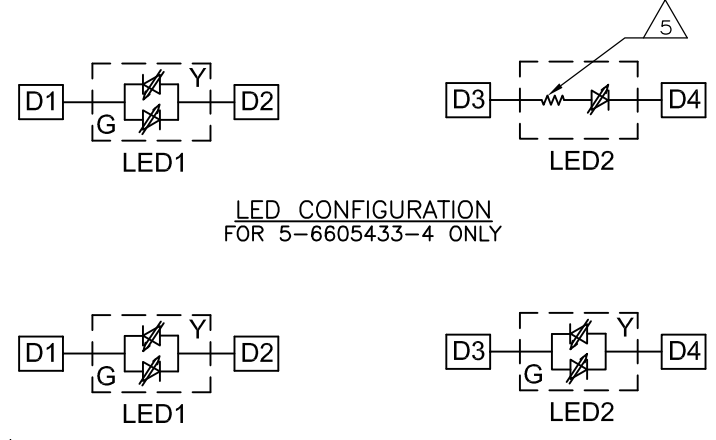 5
Y
D1 D2 D3 D4
G
LED1 LED2
LED CONFIGURATION
FOR 5-6605433-4 ONLY
Y Y
D1 D2 D3 D4
G G
LED1 LED2